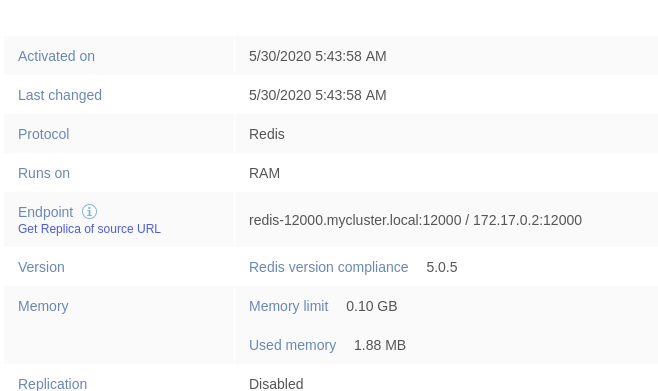 Activated on 5/30/2020 5:43:58 AM
Last changed 5/30/2020 5:43:58 AM
Protocol Redis
Runs on RAM
Endpoint
Get Replica of source URL
redis-12000.mycluster.local:12000 / 172.17.0.2:12000
Version Redis version compliance 5.0.5
Memory Memory limit 0.10 GB
Used memory 1.88 MB
Replication Disabled